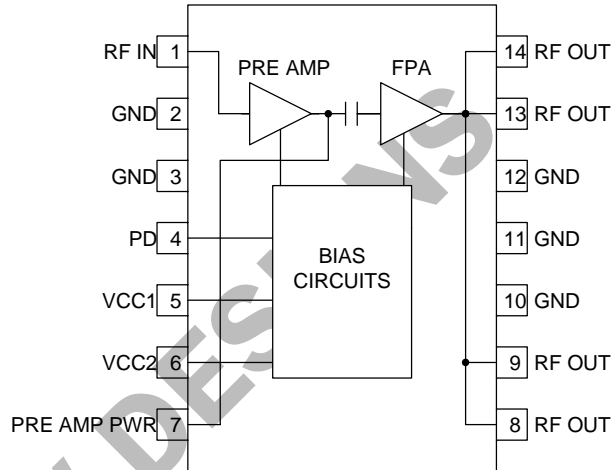 RF IN 1
14 RF OUT
PRE AMP
FPA
GND 2
13 RF OUT
GND 3
12 GND
PD 4
11 GND
BIAS
CIRCUITS
VCC1 5
10 GND
VCC2 6
9 RF OUT
PRE AMP PWR 7
8 RF OUT